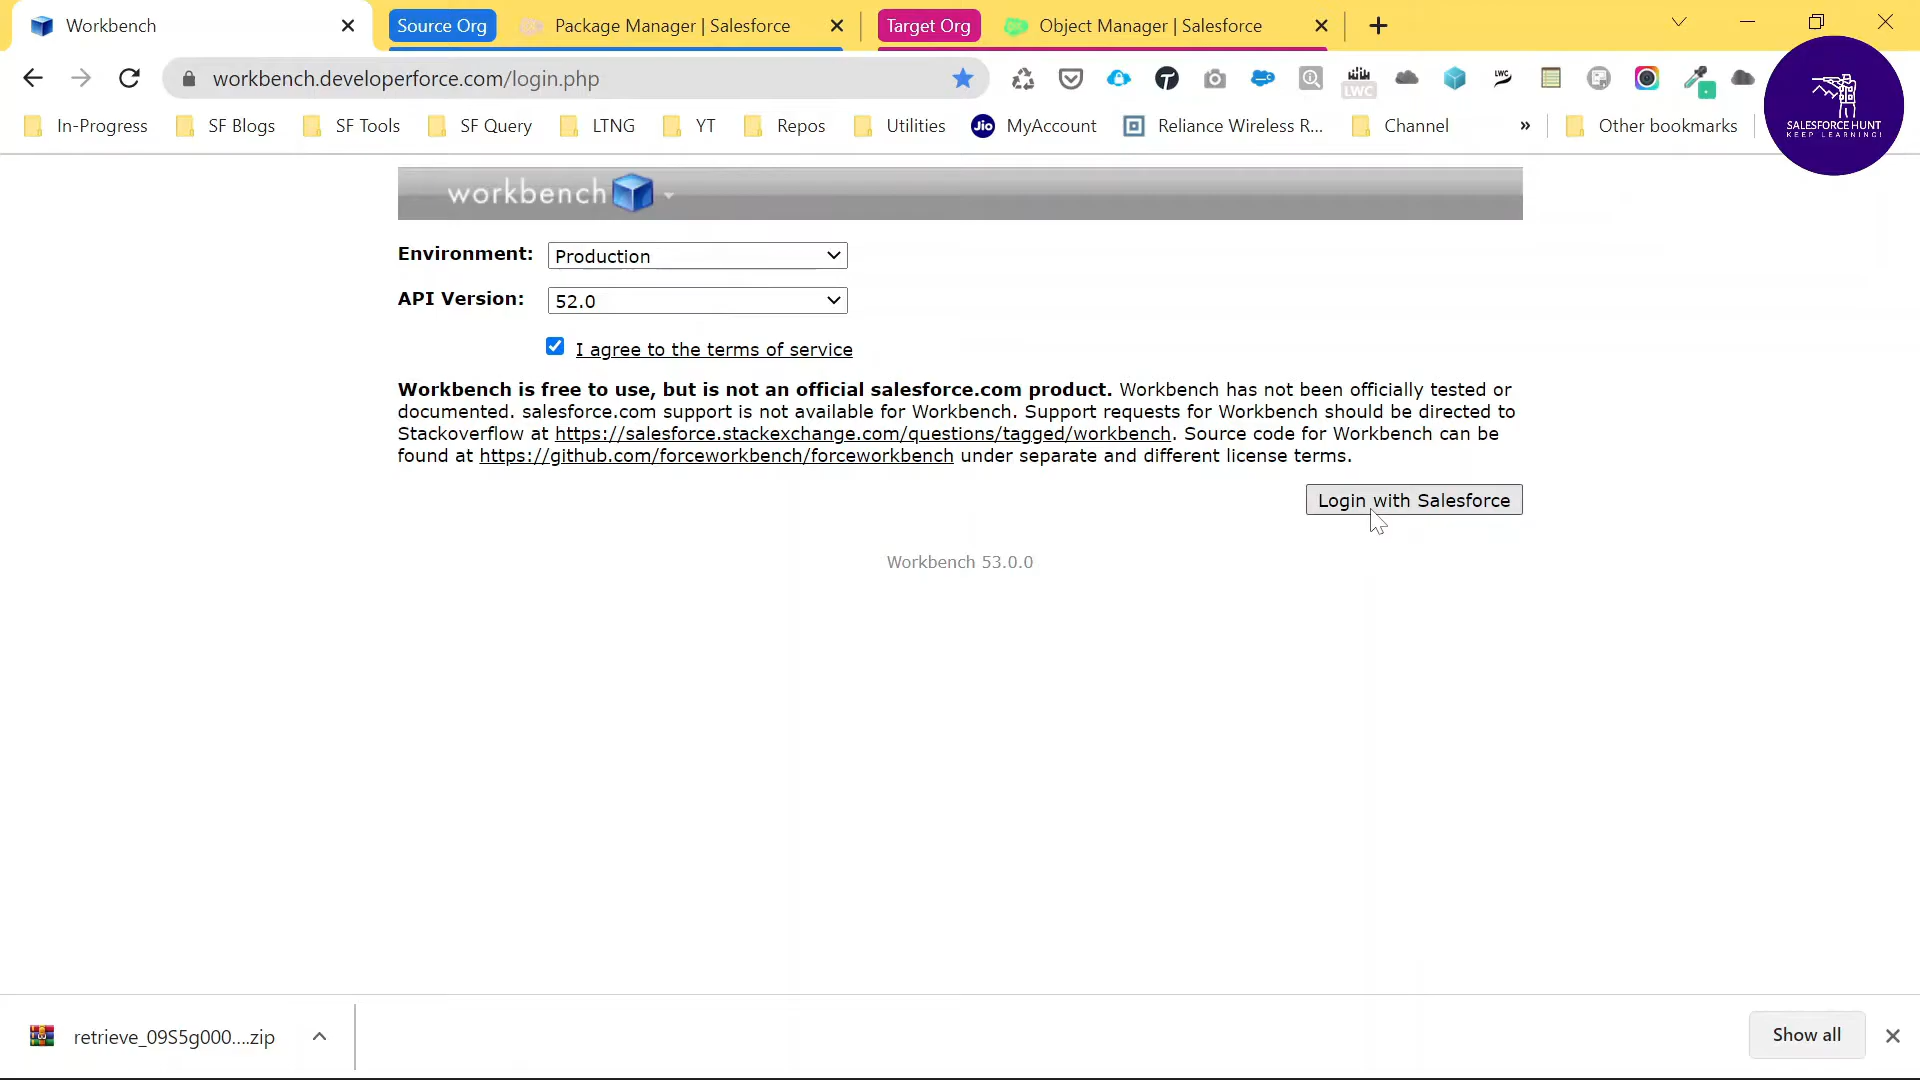 Workbench
Source Org
Package Manager | Salesforce
Target Org
Object Manager | Salesforce
workbench.developerforce.com/login.php
LWC
LWC
In-Progress
SF Blogs
SF Tools
SF Query
LTNG
YT
Repos
Utilities
Jio
MyAccount
Reliance Wireless R...
Channel
»
Other bookmarks
SALESFORCE HUNT
KEEP LEARNING!
workbench
Environment: Production
API Version: 52.0
I agree to the terms of service
Workbench is free to use, but is not an official salesforce.com product. Workbench has not been officially tested or
documented. salesforce.com support is not available for Workbench. Support requests for Workbench should be directed to
Stackoverflow at https://salesforce.stackexchange.com/questions/tagged/workbench. Source code for Workbench can be
found at https://github.com/forceworkbench/forceworkbench under separate and different license terms.
Login with Salesforce
Workbench 53.0.0
retrieve_09S5g000....zip
Show all